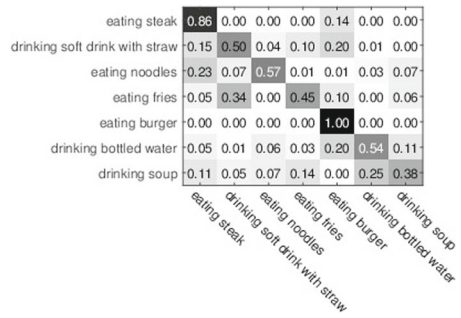 eating steak 0.86 0.00 0.00 0.00 0.14 0.00 0.00
drinking soft drink with straw 0.15 0.50 0.04 0.10 0.20 0.01 0.00
eating noodles 0.23 0.07 0.57 0.01 0.01 0.03 0.07
eating fries 0.05 0.34 0.00 0.45 0.10 0.00 0.06
eating burger 0.00 0.00 0.00 0.00 1.00 0.00 0.00
drinking bottled water 0.05 0.01 0.06 0.03 0.20 0.54 0.11
drinking soup 0.11 0.05 0.07 0.14 0.00 0.25 0.38
eating steak
drinking soft drink with straw
eating noodles
eating fries
eating burger
drinking bottled water
drinking soup